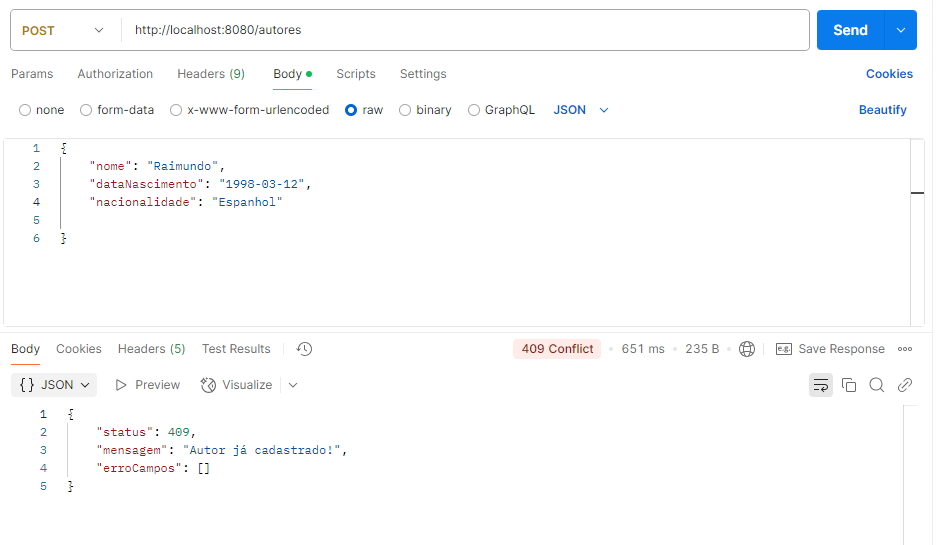 POST http://localhost:8080/autores Send
Params Authorization Headers (9) Body Scripts Settings Cookies
none form-data x-www-form-urlencoded raw binary GraphQL JSON Beautify
1 {
2 "nome": "Raimundo",
3 "dataNascimento": "1998-03-12",
4 "nacionalidade": "Espanhol"
5
6 }
Body Cookies Headers (5) Test Results 409 Conflict • 651 ms • 235 B • e.g. Save Response
{} JSON Preview Visualize
1 {
2 "status": 409,
3 "mensagem": "Autor já cadastrado!",
4 "erroCampos": []
5 }